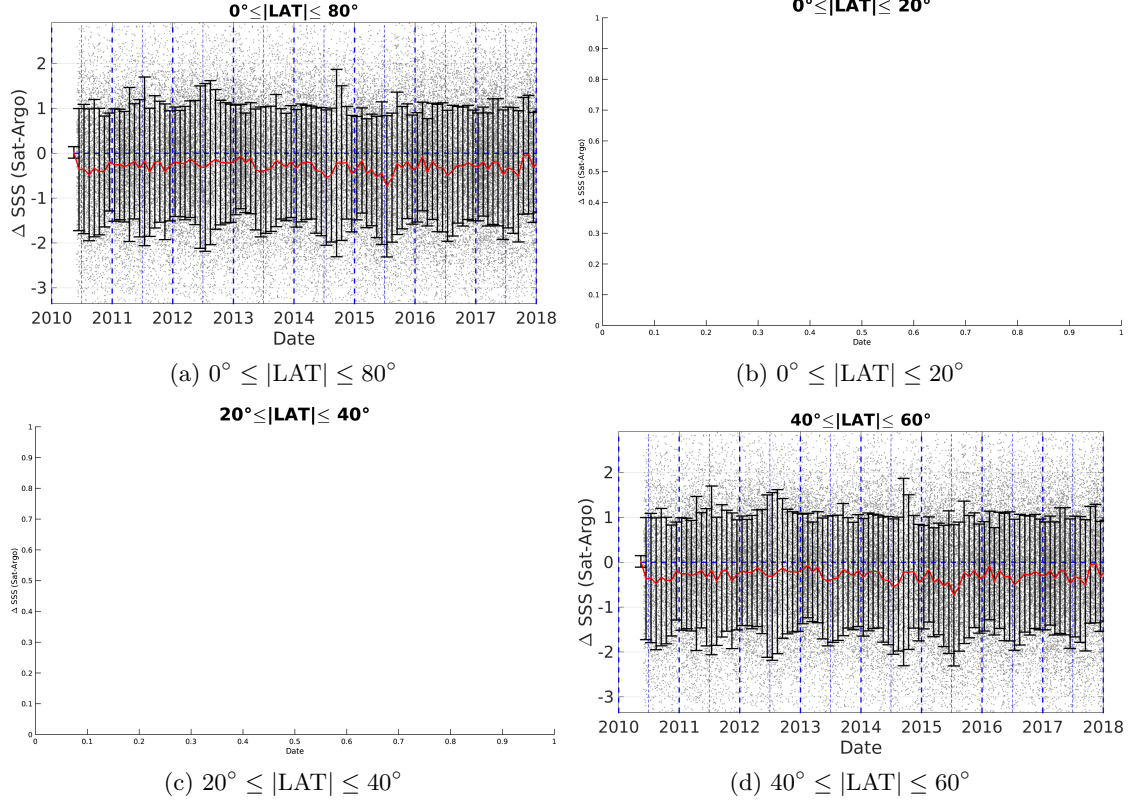 0°≤|LAT|≤ 80°
Δ SSS (Sat-Argo)
2
1
0
-1
-2
-3
2010 2011 2012 2013 2014 2015 2016 2017 2018
Date
(a) 0° ≤ |LAT| ≤ 80°
0°≤|LAT|≤ 20°
Δ SSS (Sat-Argo)
1
0.9
0.8
0.7
0.6
0.5
0.4
0.3
0.2
0.1
0
0 0.1 0.2 0.3 0.4 0.5 0.6 0.7 0.8 0.9 1
Date
(b) 0° ≤ |LAT| ≤ 20°
20°≤|LAT|≤ 40°
Δ SSS (Sat-Argo)
1
0.9
0.8
0.7
0.6
0.5
0.4
0.3
0.2
0.1
0
0 0.1 0.2 0.3 0.4 0.5 0.6 0.7 0.8 0.9 1
Date
(c) 20° ≤ |LAT| ≤ 40°
40°≤|LAT|≤ 60°
Δ SSS (Sat-Argo)
2
1
0
-1
-2
-3
2010 2011 2012 2013 2014 2015 2016 2017 2018
Date
(d) 40° ≤ |LAT| ≤ 60°